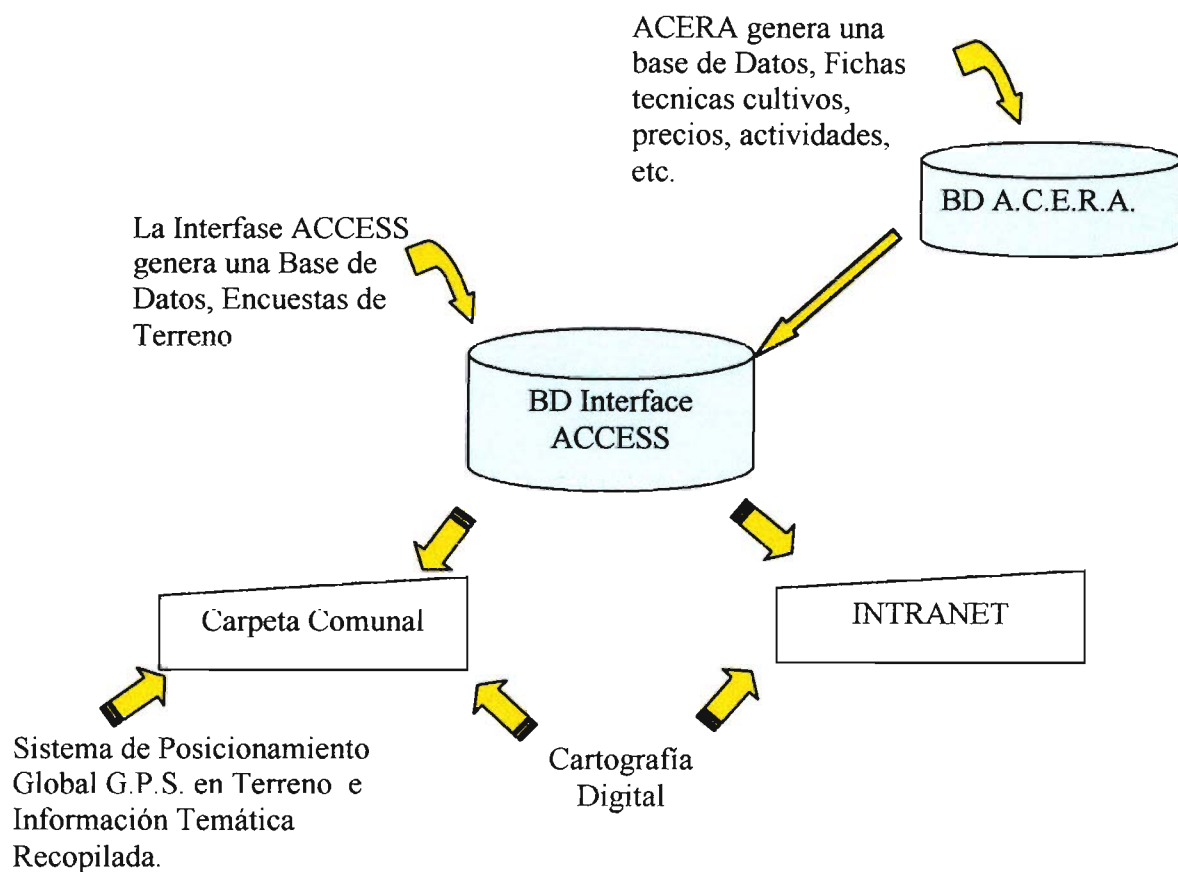 ACERA genera una
base de Datos, Fichas
tecnicas cultivos,
precios, actividades,
etc.
BD A.C.E.R.A.
La Interfase ACCESS
genera una Base de
Datos, Encuestas de
Terreno
BD Interface
ACCESS
Carpeta Comunal
INTRANET
Sistema de Posicionamiento
Global G.P.S. en Terreno e
Información Temática
Recopilada.
Cartografía
Digital